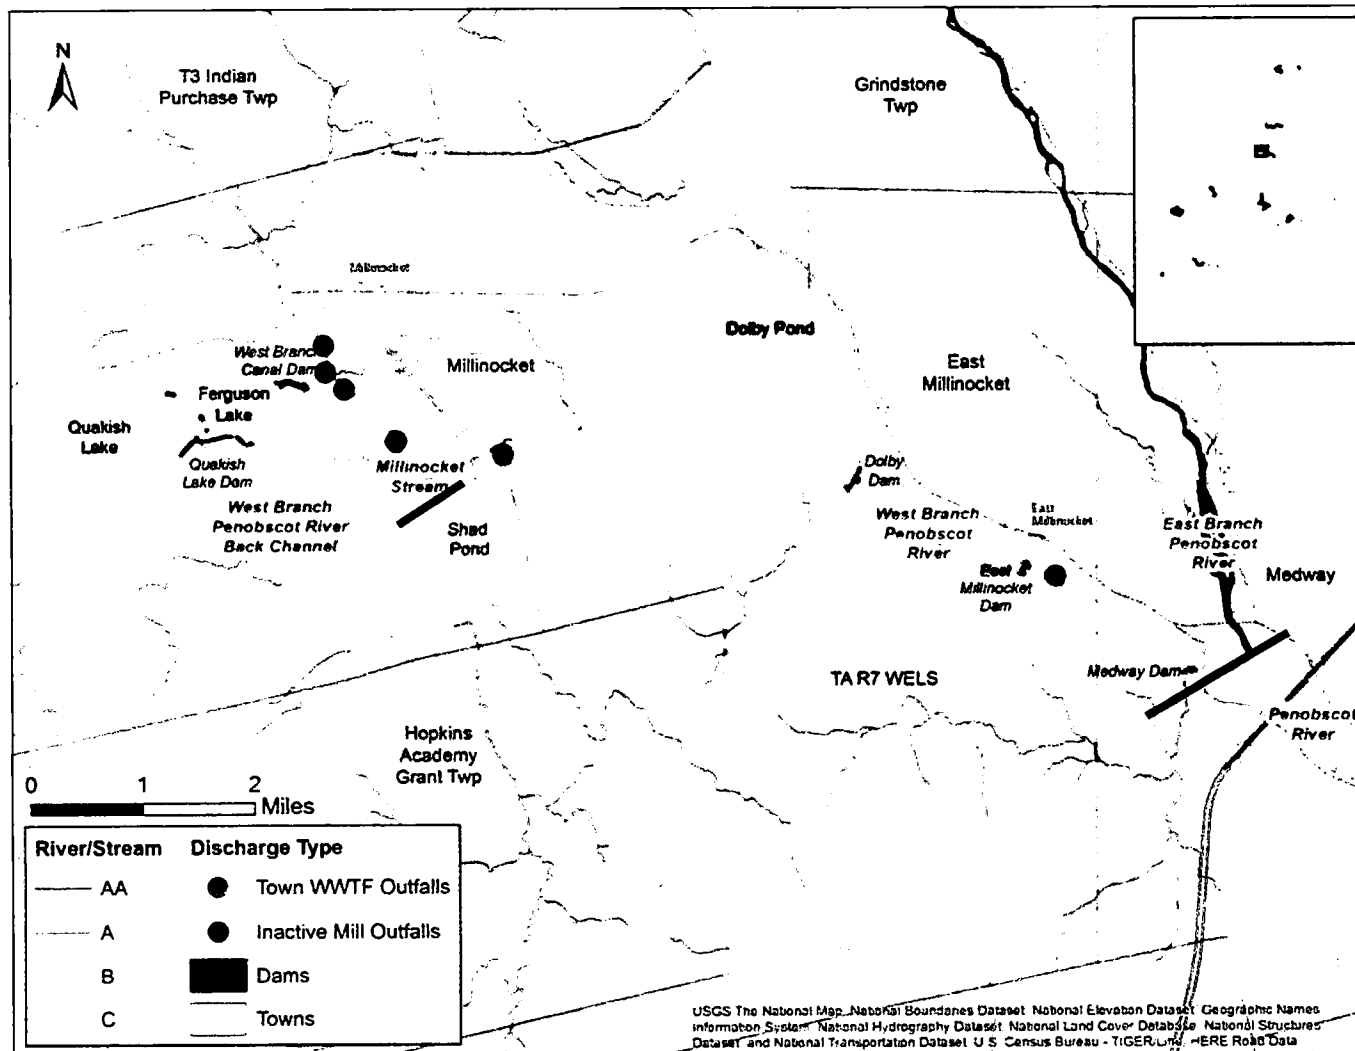 N
T3 Indian
Purchase Twp
Grindstone
Twp
Millinocket
Dolby Pond
West Branch
Canal Dam
Millinocket
East
Millinocket
Ferguson
Lake
Quakish
Lake
Quakish
Lake Dam
Millinocket
Stream
Dolby
Dam
West Branch
Penobscot River
Back Channel
Shad
Pond
West Branch
Penobscot
River
East
Millinocket
East Branch
Penobscot
River
East
Millinocket
Dam
Medway
Medway Dam
TA R7 WELS
Penobscot
River
Hopkins
Academy
Grant Twp
0 1 2
Miles
River/Stream Discharge Type
AA Town WWTF Outfalls
A Inactive Mill Outfalls
B Dams
C Towns
USGS The National Map, National Boundaries Dataset National Elevation Dataset Geographic Names
Information System National Hydrography Dataset National Land Cover Database National Structures
Dataset and National Transportation Dataset U S Census Bureau - TIGER/Line HERE Road Data